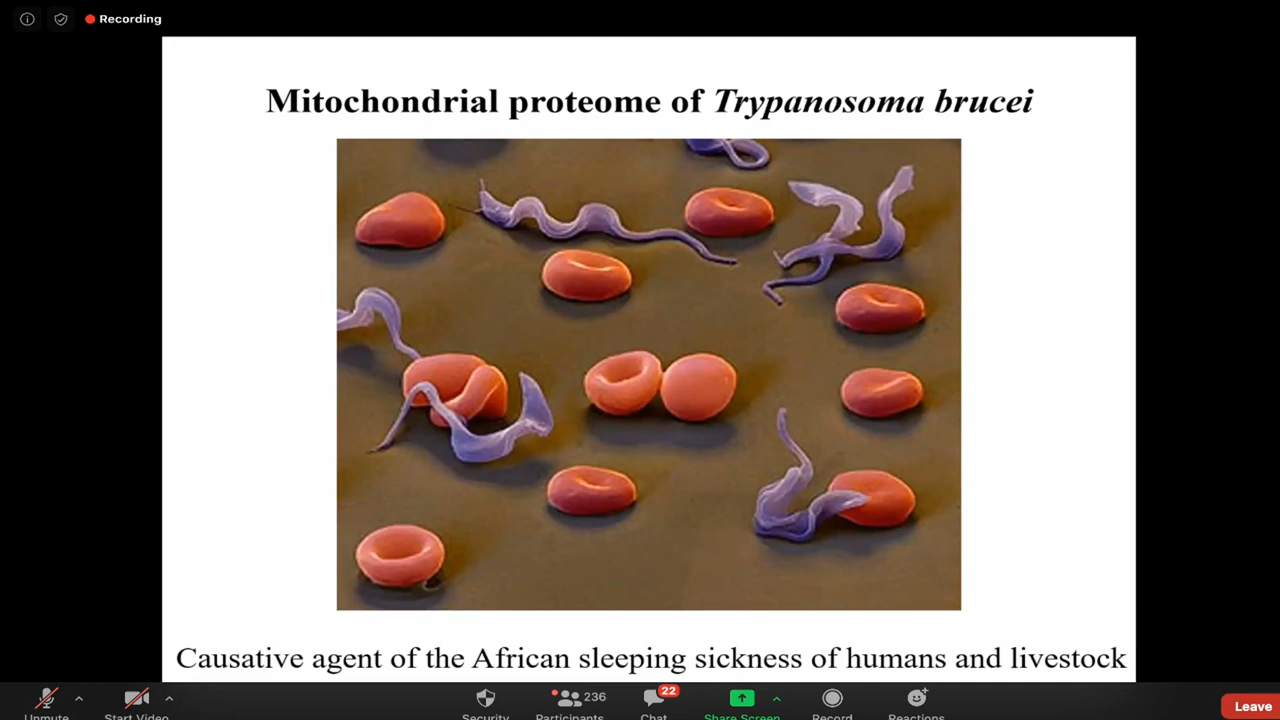 Recording
Mitochondrial proteome of Trypanosoma brucei
Causative agent of the African sleeping sickness of humans and livestock
22
236
Unmute
Start Video
Security
Participants
Chat
Share Screen
Record
Reactions
Leave